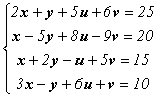 2x + y + 5u + 6v = 25
x − 5y + 8u − 9v = 20
x + 2y − u + 5v = 15
3x − y + 6u + v = 10